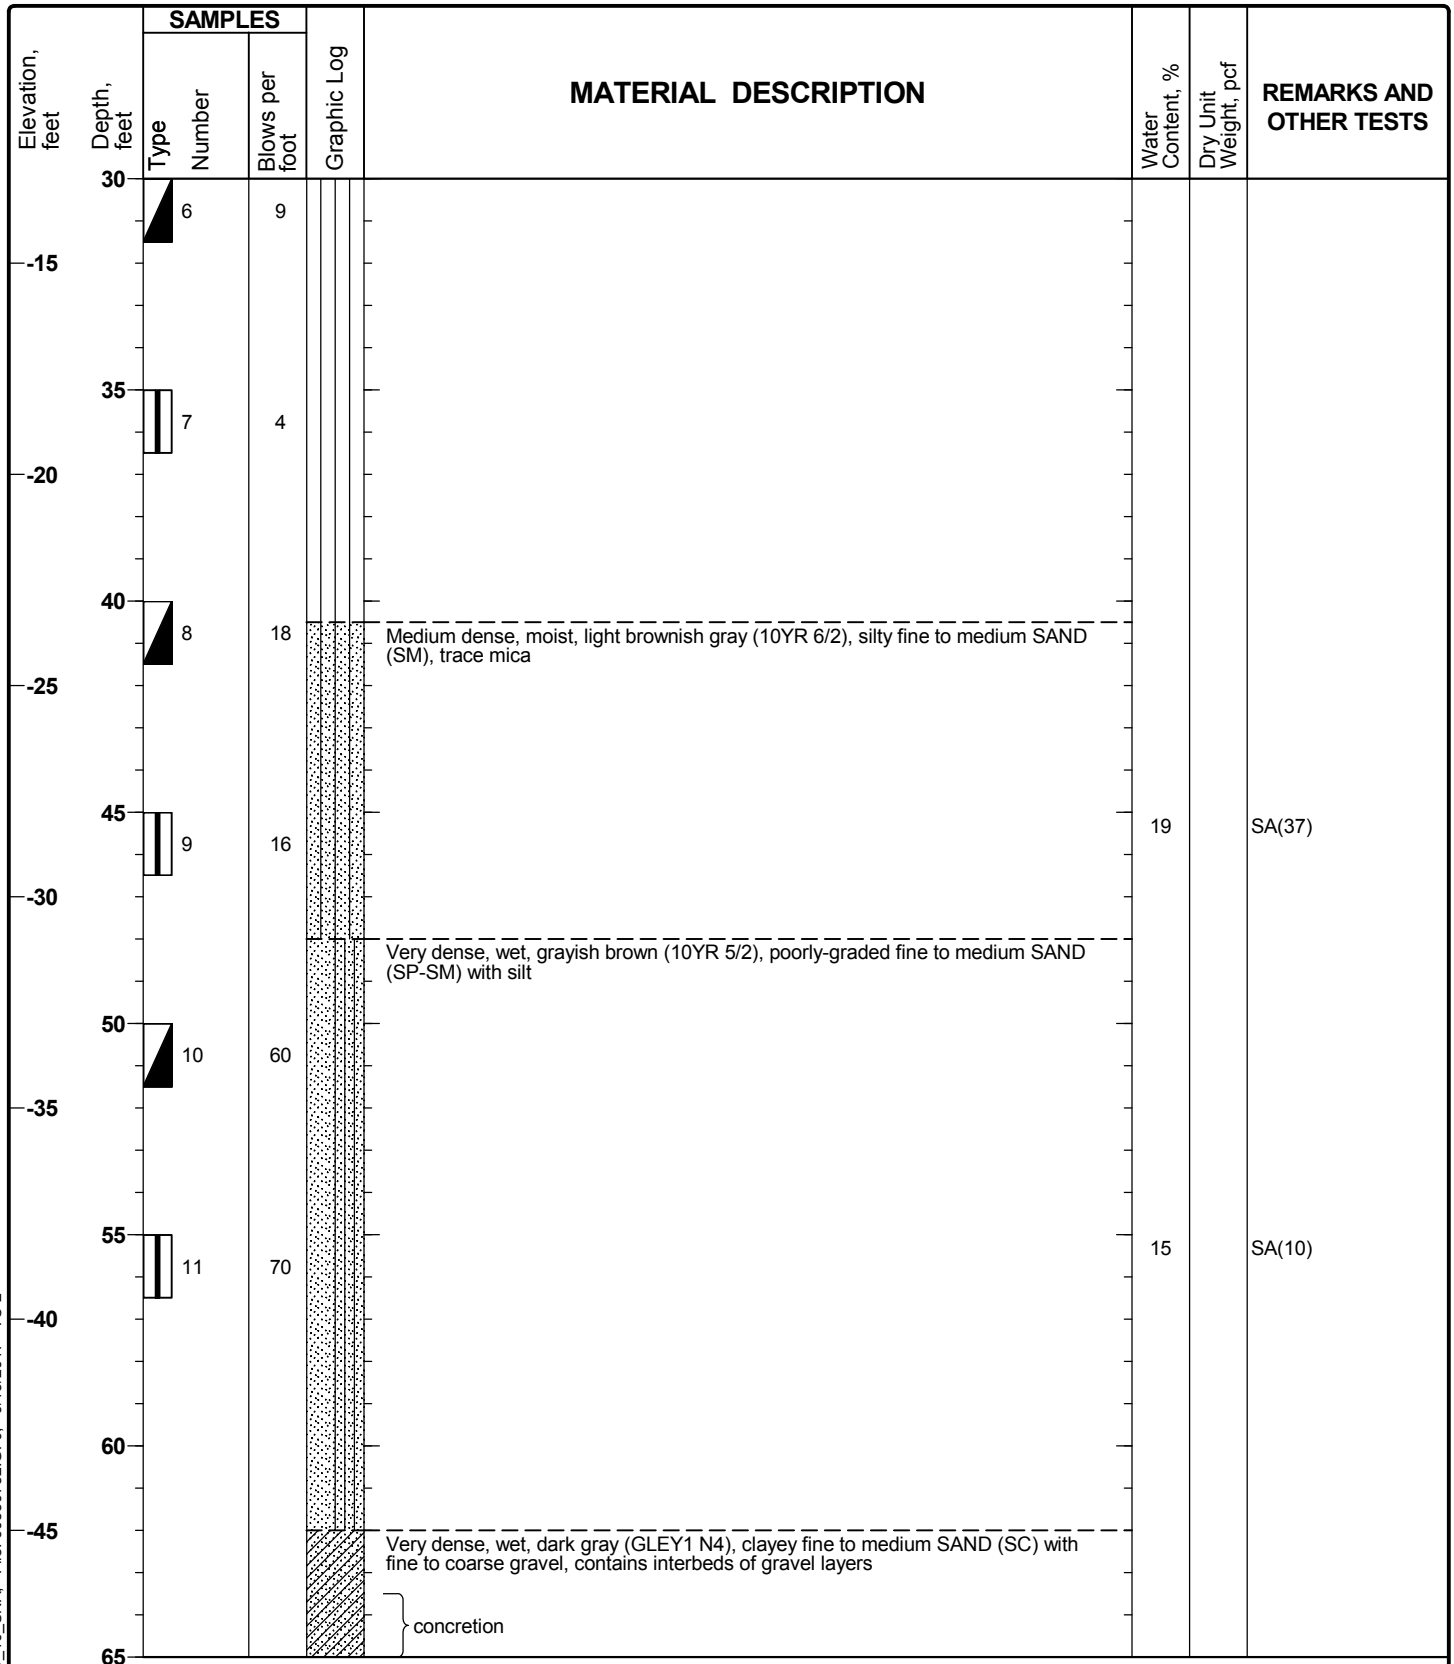 SAMPLES
Elevation,
feet
Depth,
feet
Type
Number
Blows per
foot
Graphic Log
MATERIAL DESCRIPTION
Water
Content, %
Dry Unit
Weight, pcf
REMARKS AND
OTHER TESTS
30
6 9
-15
35
7 4
-20
40
8 18
Medium dense, moist, light brownish gray (10YR 6/2), silty fine to medium SAND
(SM), trace mica
-25
45
9 16 19 SA(37)
-30
Very dense, wet, grayish brown (10YR 5/2), poorly-graded fine to medium SAND
(SP-SM) with silt
50
10 60
-35
55
11 70 15 SA(10)
-40
60
-45
Very dense, wet, dark gray (GLEY1 N4), clayey fine to medium SAND (SC) with
fine to coarse gravel, contains interbeds of gravel layers
concretion
65